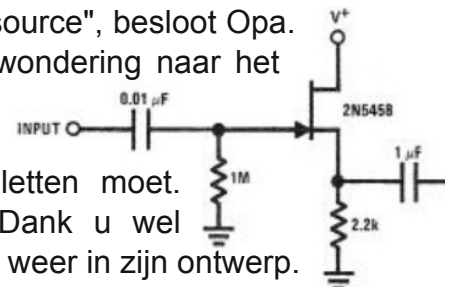 source", besloot Opa.
wondering naar het
letten moet.
Dank u wel
weer in zijn ontwerp.
V+
0.01 µF
2N5458
INPUT
1 µF
1M
2.2k